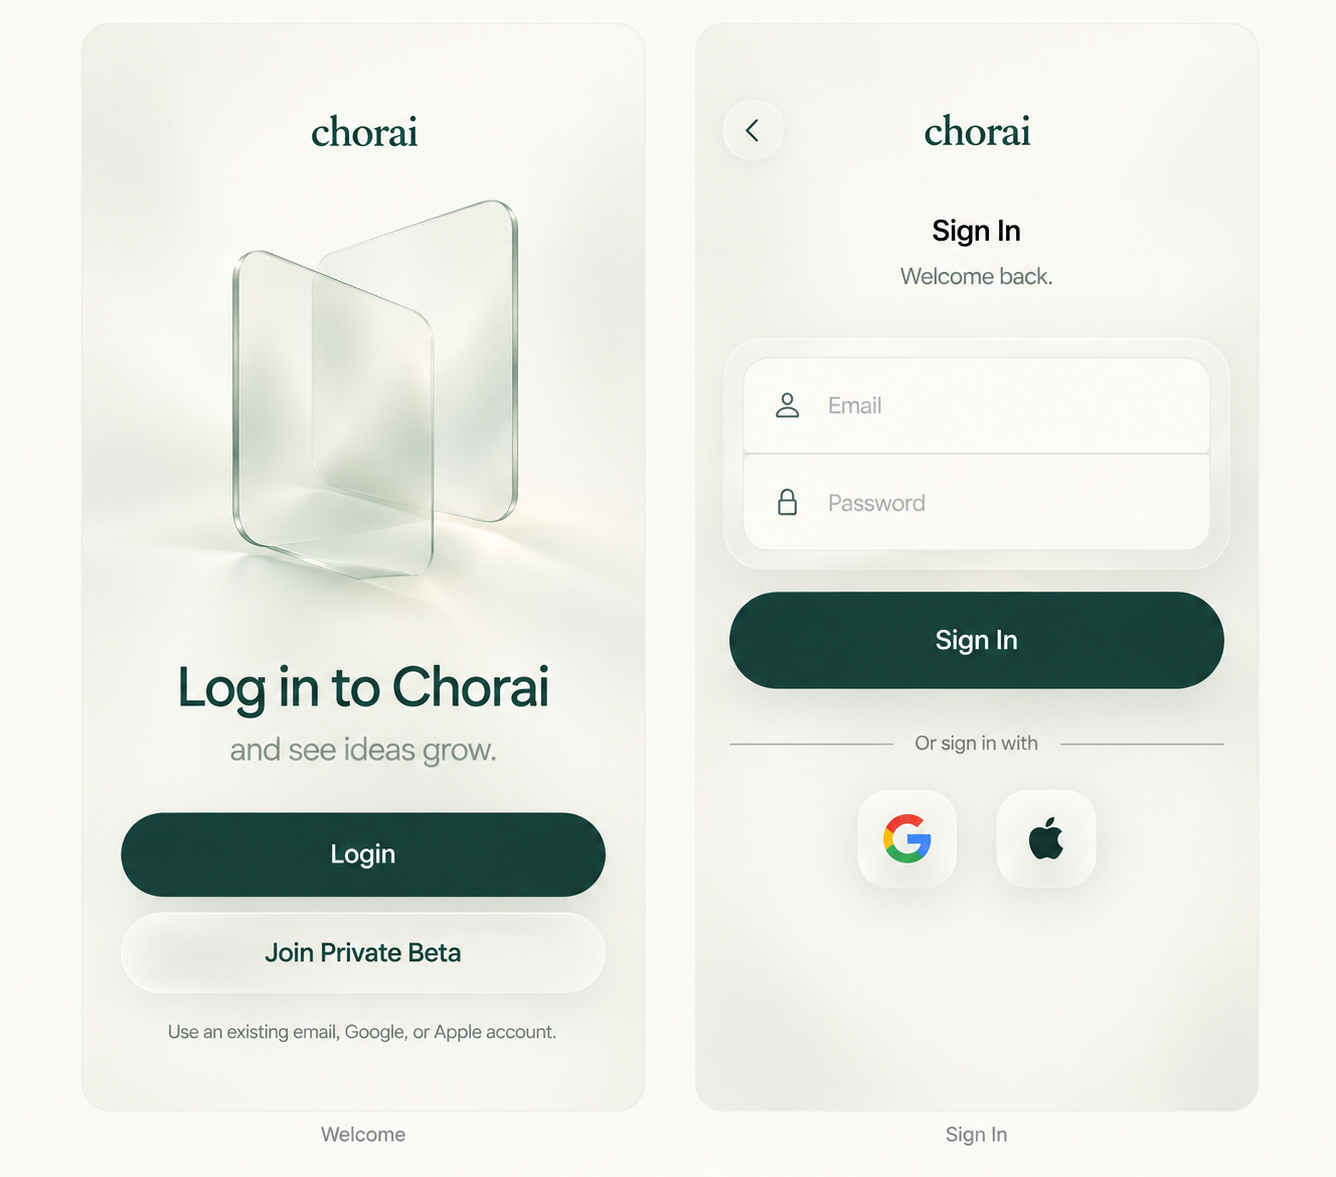 chorai
Log in to Chorai
and see ideas grow.
Login
Join Private Beta
Use an existing email, Google, or Apple account.
Welcome
chorai
Sign In
Welcome back.
Email
Password
Sign In
Or sign in with
Sign In